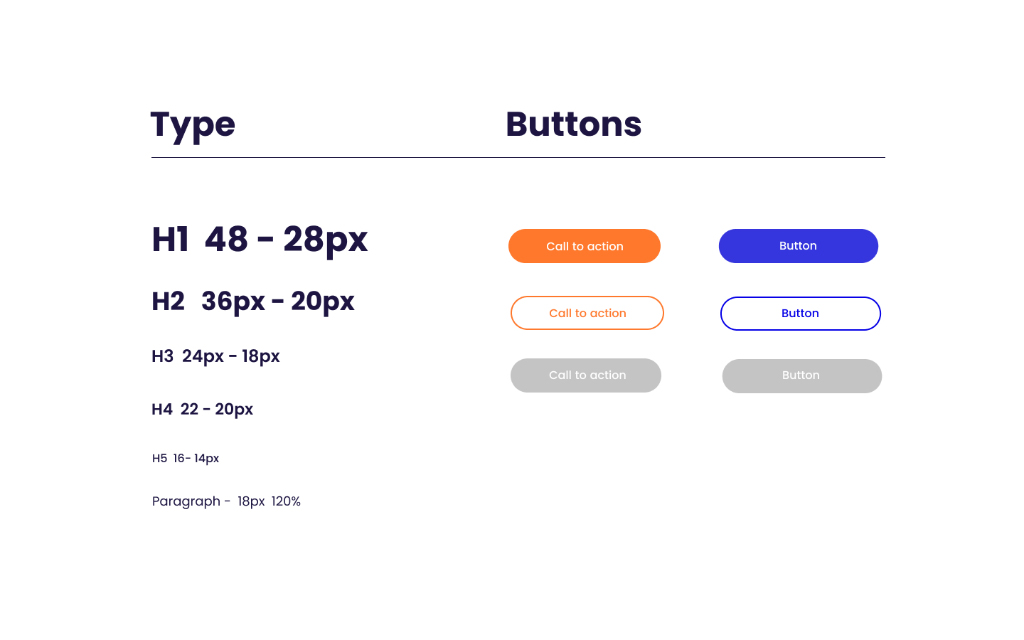 Type
Buttons
H1 48 - 28px
H2 36px - 20px
H3 24px - 18px
H4 22 - 20px
H5 16- 14px
Paragraph - 18px 120%
Call to action
Button
Call to action
Button
Call to action
Button